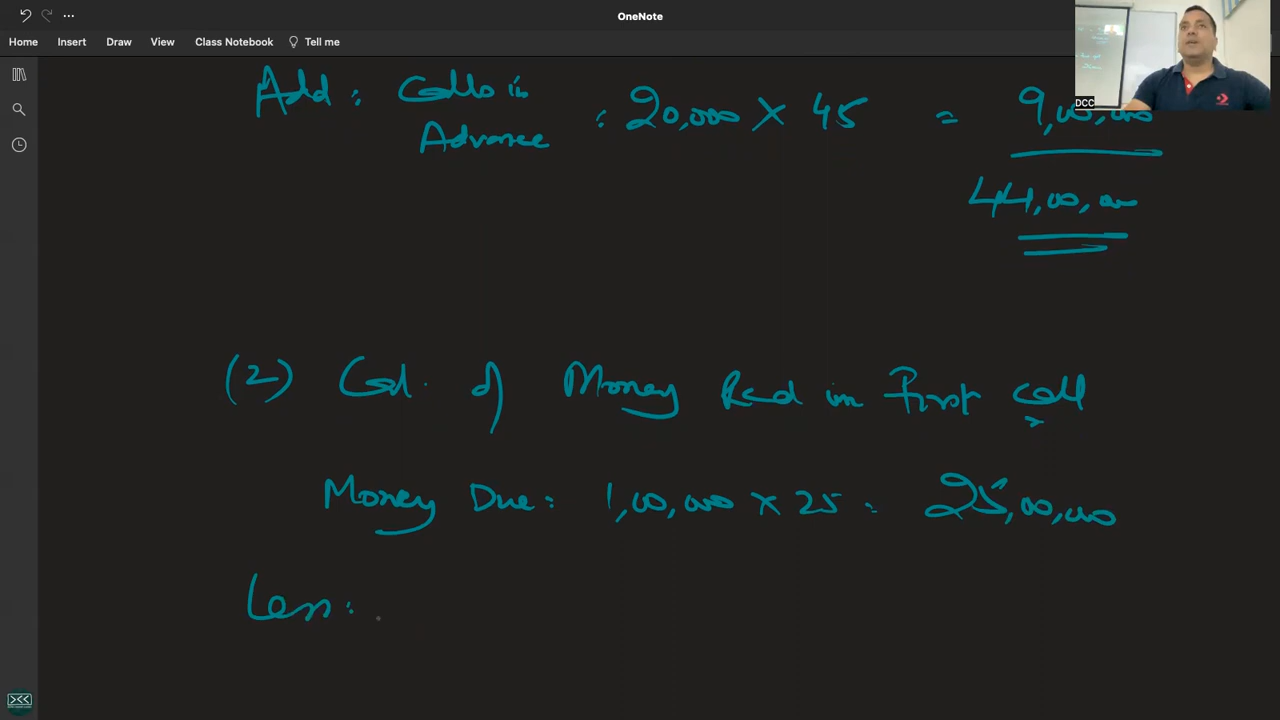 OneNote
Home Insert Draw View Class Notebook Tell me
DCC
Add : Calls in Advance : 20,000 × 45 = 9,00,000
44,00,000
(2) Cal. of Money Recd in First call
Money Due : 1,00,000 × 25 = 25,00,000
Less :
DCC